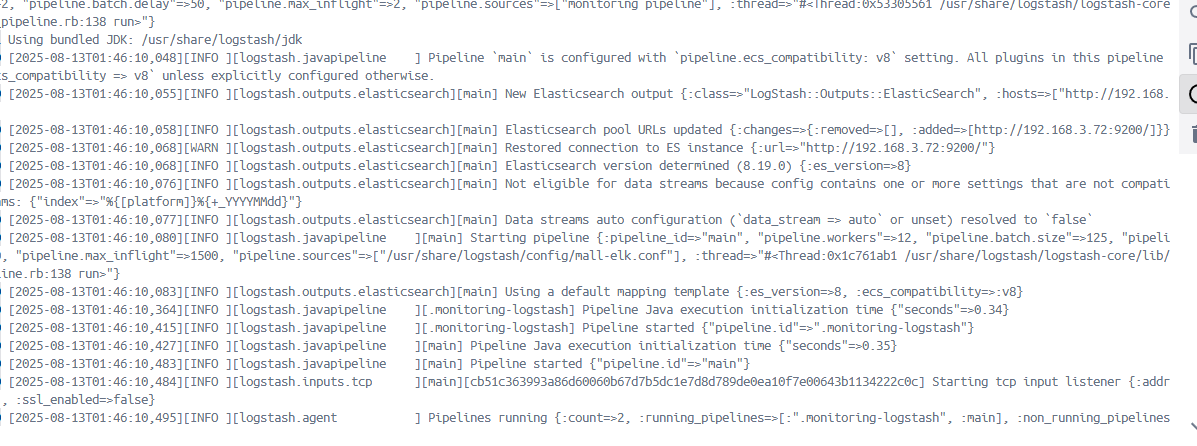 =2, "pipeline.batch.delay"=>50, "pipeline.max_inflight"=>2, "pipeline.sources"=>["monitoring pipeline"], :thread=>"#<Thread:0x53305561 /usr/share/logstash/logstash-core
_pipeline.rb:138 run>"}
Using bundled JDK: /usr/share/logstash/jdk
[2025-08-13T01:46:10,048][INFO ][logstash.javapipeline    ] Pipeline `main` is configured with `pipeline.ecs_compatibility: v8` setting. All plugins in this pipeline
cs_compatibility => v8` unless explicitly configured otherwise.
[2025-08-13T01:46:10,055][INFO ][logstash.outputs.elasticsearch][main] New Elasticsearch output {:class=>"LogStash::Outputs::ElasticSearch", :hosts=>["http://192.168.
[2025-08-13T01:46:10,058][INFO ][logstash.outputs.elasticsearch][main] Elasticsearch pool URLs updated {:changes=>{:removed=>[], :added=>[http://192.168.3.72:9200/]}}
[2025-08-13T01:46:10,068][WARN ][logstash.outputs.elasticsearch][main] Restored connection to ES instance {:url=>"http://192.168.3.72:9200/"}
[2025-08-13T01:46:10,068][INFO ][logstash.outputs.elasticsearch][main] Elasticsearch version determined (8.19.0) {:es_version=>8}
[2025-08-13T01:46:10,076][INFO ][logstash.outputs.elasticsearch][main] Not eligible for data streams because config contains one or more settings that are not compati
ms: {"index"=>"%{[platform]}%{+_YYYYMMdd}"}
[2025-08-13T01:46:10,077][INFO ][logstash.outputs.elasticsearch][main] Data streams auto configuration (`data_stream => auto` or unset) resolved to `false`
[2025-08-13T01:46:10,080][INFO ][logstash.javapipeline    ][main] Starting pipeline {:pipeline_id=>"main", "pipeline.workers"=>12, "pipeline.batch.size"=>125, "pipeli
, "pipeline.max_inflight"=>1500, "pipeline.sources"=>["/usr/share/logstash/config/mall-elk.conf"], :thread=>"#<Thread:0x1c761ab1 /usr/share/logstash/logstash-core/lib/
line.rb:138 run>"}
[2025-08-13T01:46:10,083][INFO ][logstash.outputs.elasticsearch][main] Using a default mapping template {:es_version=>8, :ecs_compatibility=>:v8}
[2025-08-13T01:46:10,364][INFO ][logstash.javapipeline    ][.monitoring-logstash] Pipeline Java execution initialization time {"seconds"=>0.34}
[2025-08-13T01:46:10,415][INFO ][logstash.javapipeline    ][.monitoring-logstash] Pipeline started {"pipeline.id"=>".monitoring-logstash"}
[2025-08-13T01:46:10,427][INFO ][logstash.javapipeline    ][main] Pipeline Java execution initialization time {"seconds"=>0.35}
[2025-08-13T01:46:10,483][INFO ][logstash.javapipeline    ][main] Pipeline started {"pipeline.id"=>"main"}
[2025-08-13T01:46:10,484][INFO ][logstash.inputs.tcp      ][main][cb51c363993a86d60060b67d7b5dc1e7d8d789de0ea10f7e00643b1134222c0c] Starting tcp input listener {:addr
, :ssl_enabled=>false}
[2025-08-13T01:46:10,495][INFO ][logstash.agent           ] Pipelines running {:count=>2, :running_pipelines=>[:".monitoring-logstash", :main], :non_running_pipelines